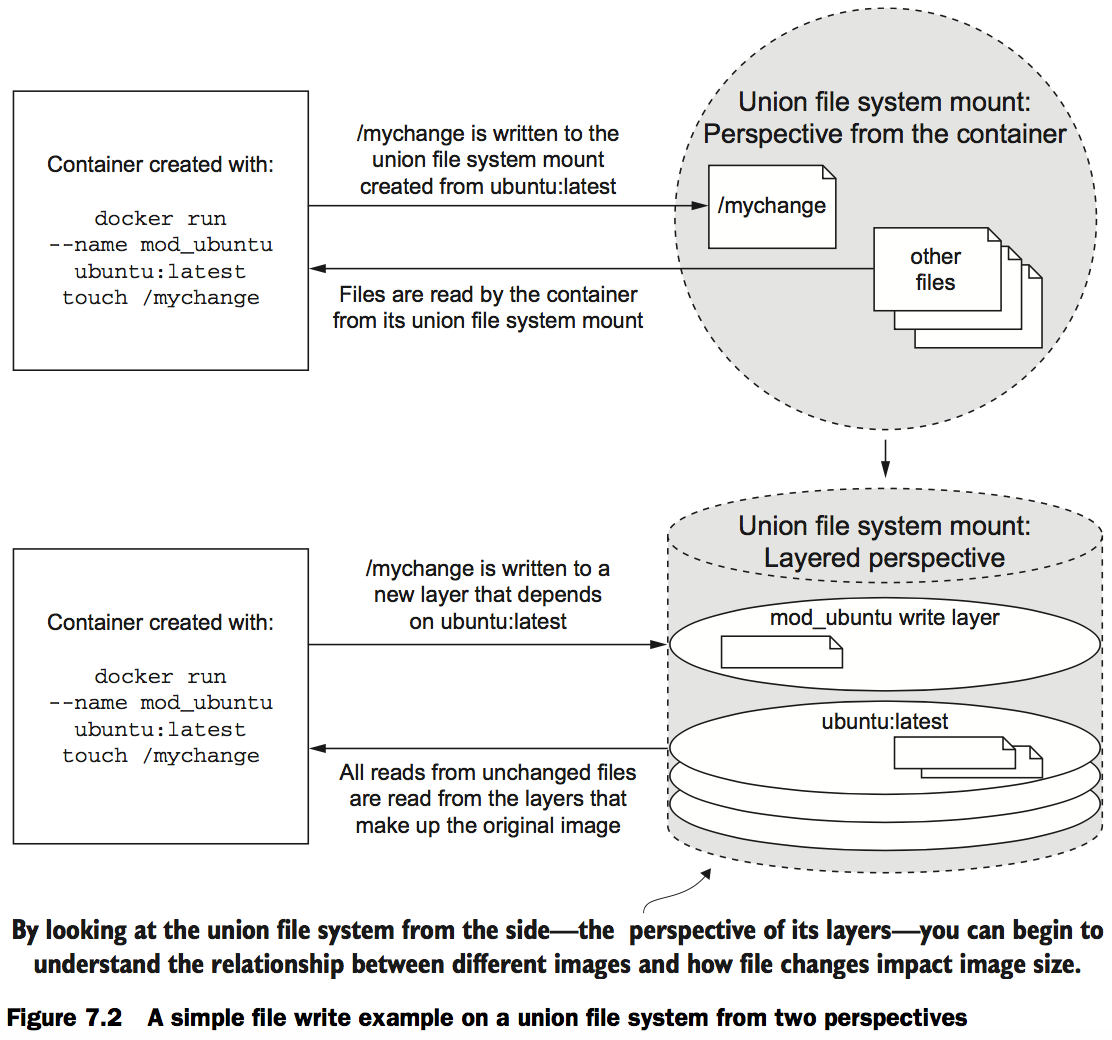 Union file system mount:
Perspective from the container
Container created with:
docker run
--name mod_ubuntu
ubuntu:latest
touch /mychange
/mychange is written to the
union file system mount
created from ubuntu:latest
/mychange
other
files
Files are read by the container
from its union file system mount
Union file system mount:
Layered perspective
Container created with:
docker run
--name mod_ubuntu
ubuntu:latest
touch /mychange
/mychange is written to a
new layer that depends
on ubuntu:latest
mod_ubuntu write layer
ubuntu:latest
All reads from unchanged files
are read from the layers that
make up the original image
By looking at the union file system from the side—the perspective of its layers—you can begin to
understand the relationship between different images and how file changes impact image size.
Figure 7.2 A simple file write example on a union file system from two perspectives